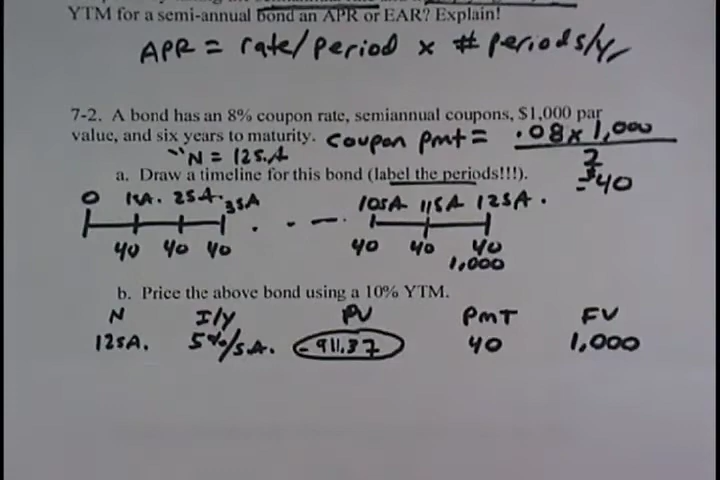 YTM for a semi-annual bond an APR or EAR? Explain!
APR = rate/period x # periods/yr
7-2. A bond has an 8% coupon rate, semiannual coupons, $1,000 par
value, and six years to maturity. coupon pmt = .08 x 1,000
2
= $40
"N = 12 S.A
a. Draw a timeline for this bond (label the periods!!!).
0 1SA. 2SA. 3SA . . - - 10SA 11SA 12SA.
40 40 40 40 40 40
1,000
b. Price the above bond using a 10% YTM.
N I/Y PV PMT FV
12SA. 5%/S.A. -911.37 40 1,000